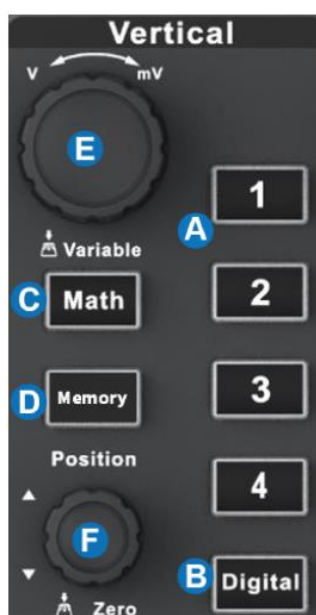 Vertical
V mV
E
1
A
Variable
C Math
2
D Memory
3
Position
4
F
B Digital
Zero